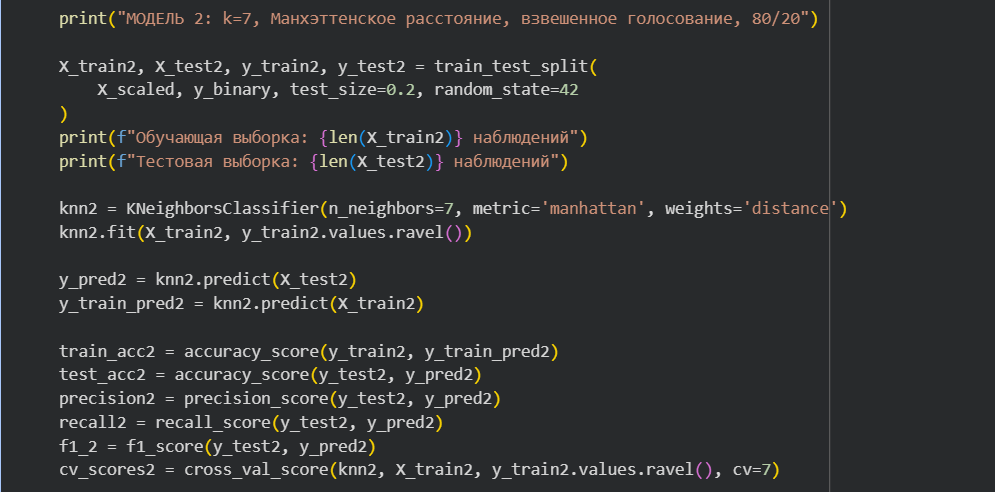 print("МОДЕЛЬ 2: k=7, Манхэттенское расстояние, взвешенное голосование, 80/20")
X_train2, X_test2, y_train2, y_test2 = train_test_split(
X_scaled, y_binary, test_size=0.2, random_state=42
)
print(f"Обучающая выборка: {len(X_train2)} наблюдений")
print(f"Тестовая выборка: {len(X_test2)} наблюдений")
knn2 = KNeighborsClassifier(n_neighbors=7, metric='manhattan', weights='distance')
knn2.fit(X_train2, y_train2.values.ravel())
y_pred2 = knn2.predict(X_test2)
y_train_pred2 = knn2.predict(X_train2)
train_acc2 = accuracy_score(y_train2, y_train_pred2)
test_acc2 = accuracy_score(y_test2, y_pred2)
precision2 = precision_score(y_test2, y_pred2)
recall2 = recall_score(y_test2, y_pred2)
f1_2 = f1_score(y_test2, y_pred2)
cv_scores2 = cross_val_score(knn2, X_train2, y_train2.values.ravel(), cv=7)